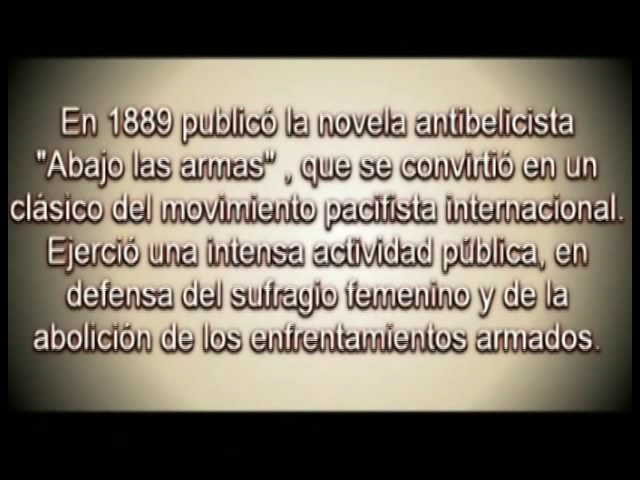 En 1889 publicó la novela antibelicista
"Abajo las armas" , que se convirtió en un
clásico del movimiento pacifista internacional.
Ejerció una intensa actividad pública, en
defensa del sufragio femenino y de la
abolición de los enfrentamientos armados.